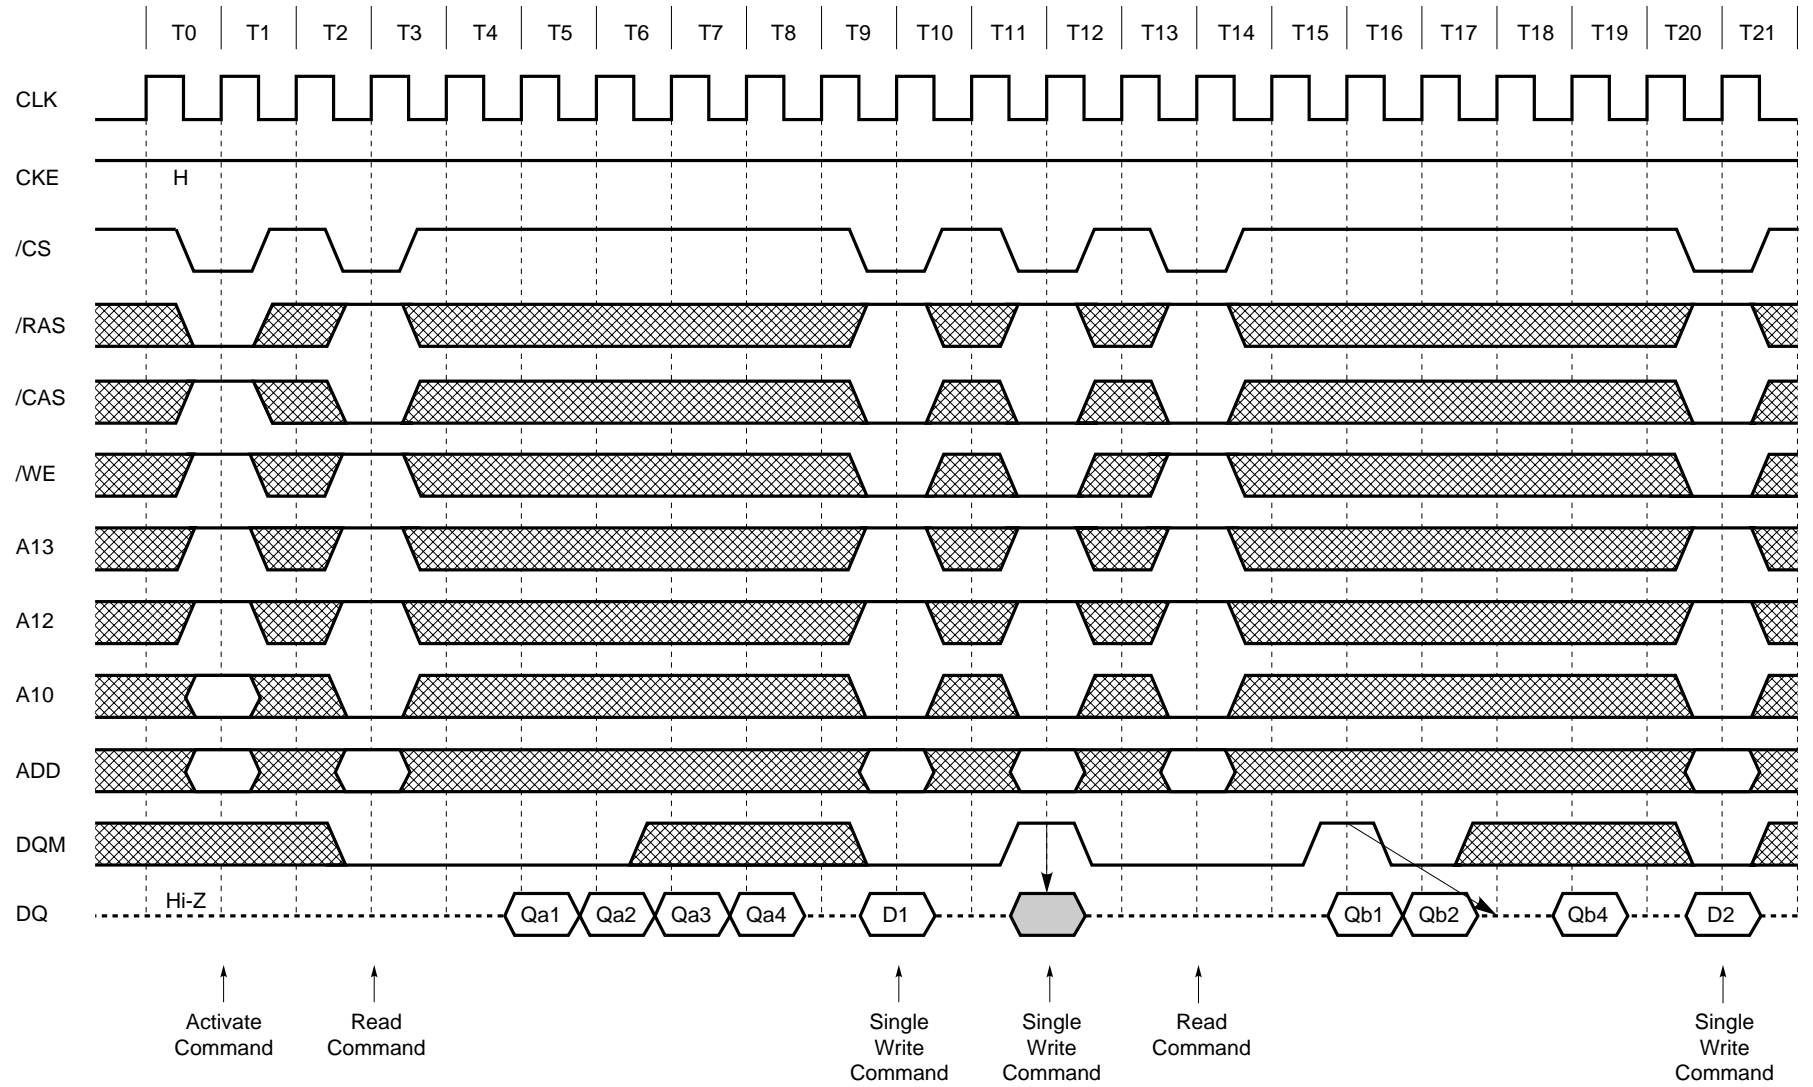 T0 T1 T2 T3 T4 T5 T6 T7 T8 T9 T10 T11 T12 T13 T14 T15 T16 T17 T18 T19 T20 T21
CLK
CKE H
/CS
/RAS
/CAS
/WE
A13
A12
A10
ADD
DQM
DQ Hi-Z Qa1 Qa2 Qa3 Qa4 D1 Qb1 Qb2 Qb4 D2
Activate
Command
Read
Command
Single
Write
Command
Single
Write
Command
Read
Command
Single
Write
Command